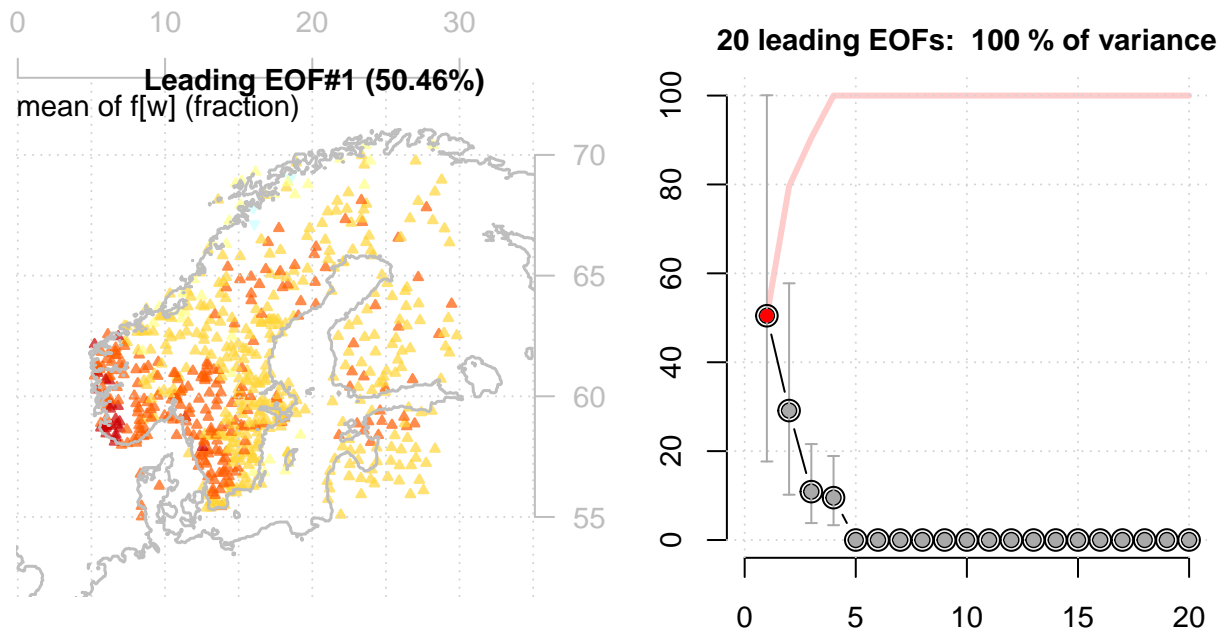 0 10 20 30
Leading EOF#1 (50.46%)
mean of f[w] (fraction)
70
65
60
55
20 leading EOFs: 100 % of variance
100
80
60
40
20
0
0 5 10 15 20